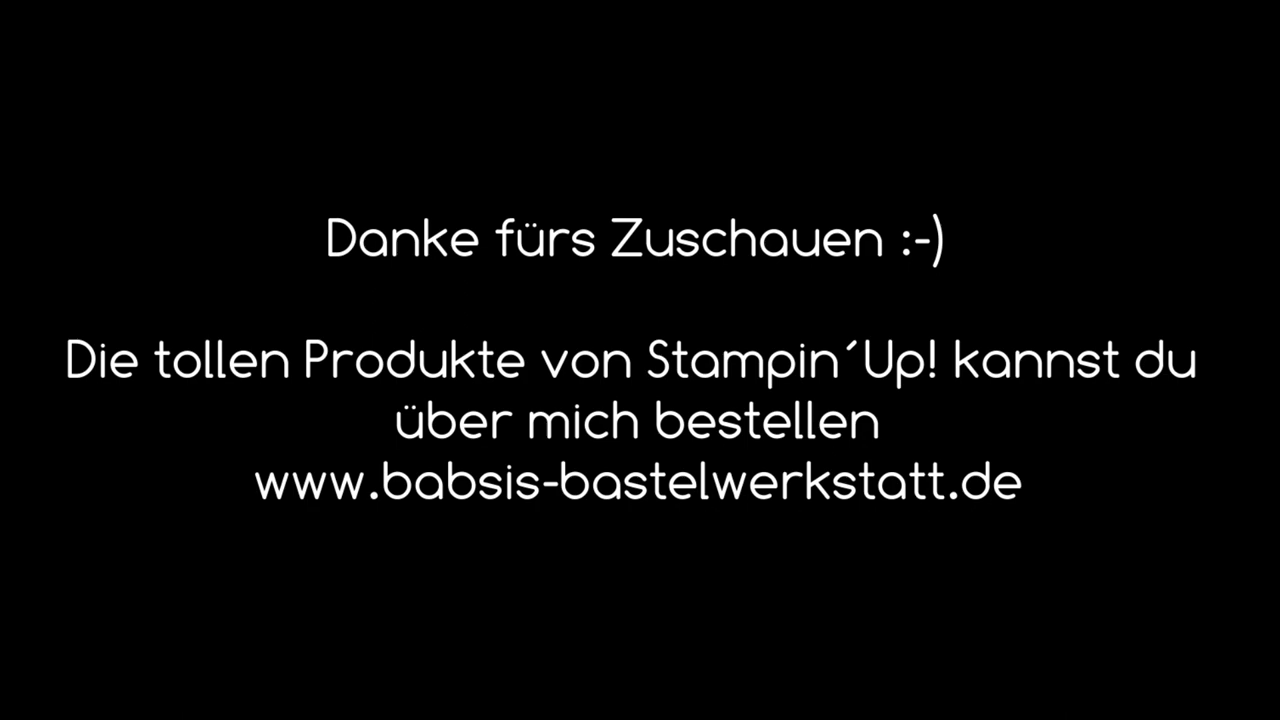 Danke fürs Zuschauen :-)
Die tollen Produkte von Stampin´Up! kannst du
über mich bestellen
www.babsis-bastelwerkstatt.de